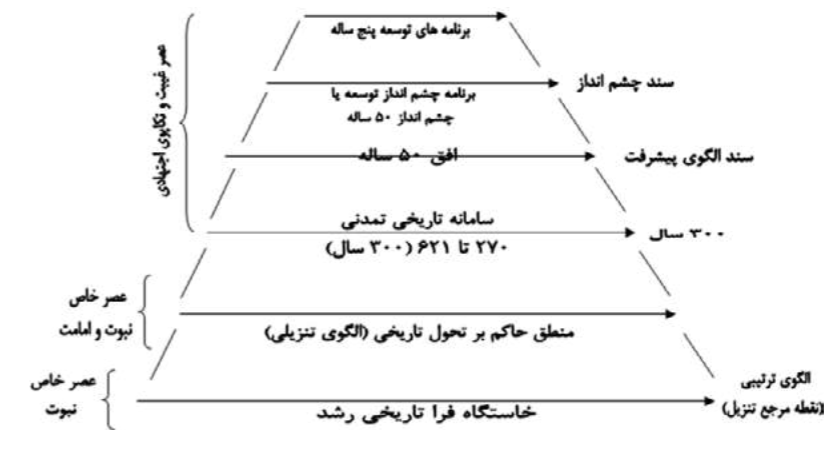 برنامه های توسعه پنج ساله
سند چشم انداز
برنامه چشم انداز توسعه یا
چشم انداز ۵۰ ساله
سند الگوی پیشرفت
افق ۵۰ ساله
عصر غیبت و تکاپوی اجتهادی
سامانه تاریخی تمدنی
۳۰۰ سال
۲۷۰ تا ۶۲۱ (۳۰۰ سال)
عصر خاص
نبوت و امامت
منطق حاکم بر تحول تاریخی (الگوی تنزیلی)
الگوی ترتیبی
(نقطه مرجع تنزیل)
عصر خاص
نبوت
خاستگاه فرا تاریخی رشد